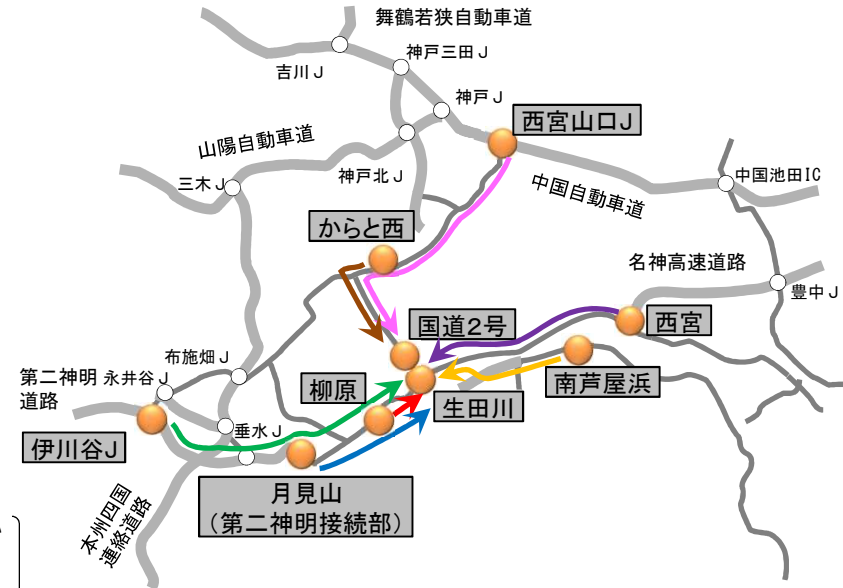 舞鶴若狭自動車道
神戸三田J
吉川J
神戸J
西宮山口J
山陽自動車道
三木J
神戸北J
中国自動車道
中国池田IC
からと西
名神高速道路
豊中J
国道2号
西宮
布施畑J
第二神明
道路
永井谷J
柳原
生田川
南芦屋浜
伊川谷J
垂水J
月見山
(第二神明接続部)
本州四国
連絡道路